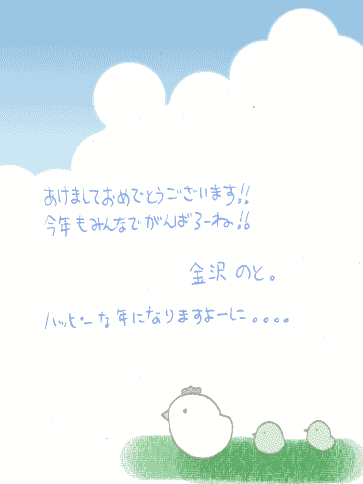 あけましておめでとうございます!!
今年もみんなでがんばろーね!!
金沢 のと。
ハッピーな年になりますよーに。。。。